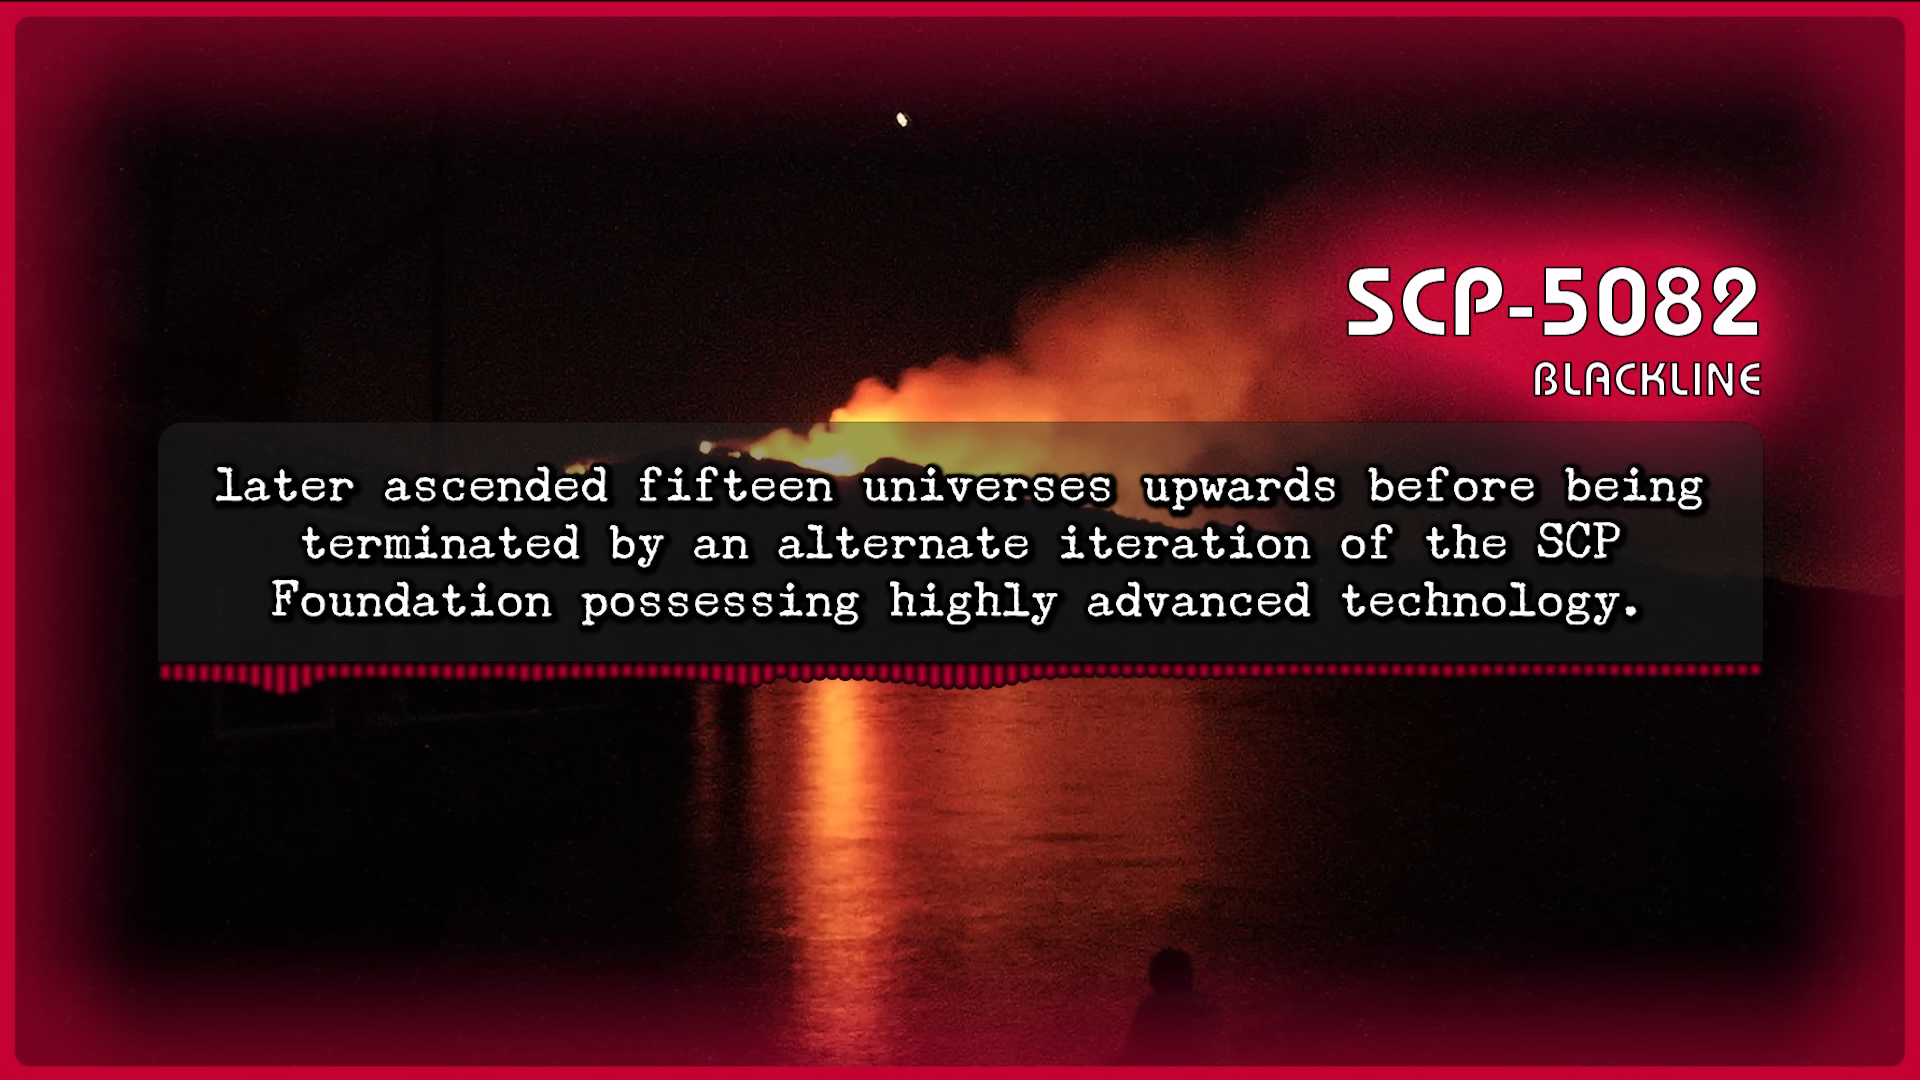 SCP-5082
BLACKLINE
later ascended fifteen universes upwards before being
terminated by an alternate iteration of the SCP
Foundation possessing highly advanced technology.